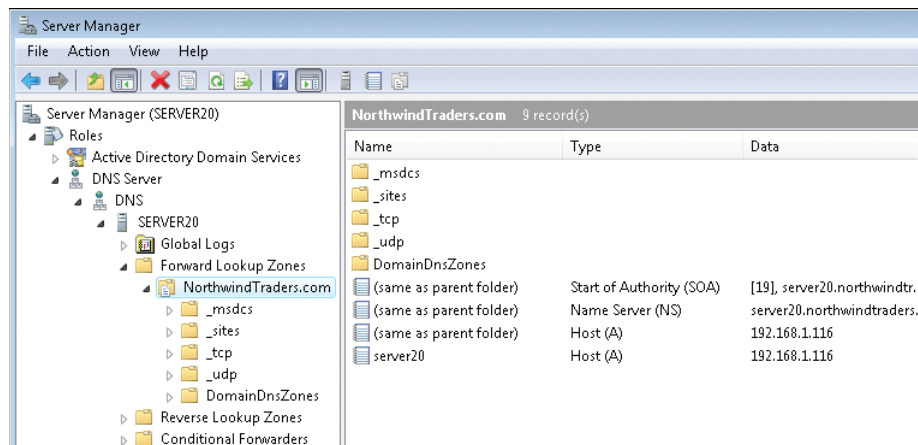 Server Manager
File Action View Help
Server Manager (SERVER20)
Roles
Active Directory Domain Services
DNS Server
DNS
SERVER20
Global Logs
Forward Lookup Zones
NorthwindTraders.com
_msdcs
_sites
_tcp
_udp
DomainDnsZones
Reverse Lookup Zones
Conditional Forwarders
NorthwindTraders.com 9 record(s)
Name Type Data
_msdcs
_sites
_tcp
_udp
DomainDnsZones
(same as parent folder) Start of Authority (SOA) [19], server20.northwindtr.
(same as parent folder) Name Server (NS) server20.northwindtraders.
(same as parent folder) Host (A) 192.168.1.116
server20 Host (A) 192.168.1.116